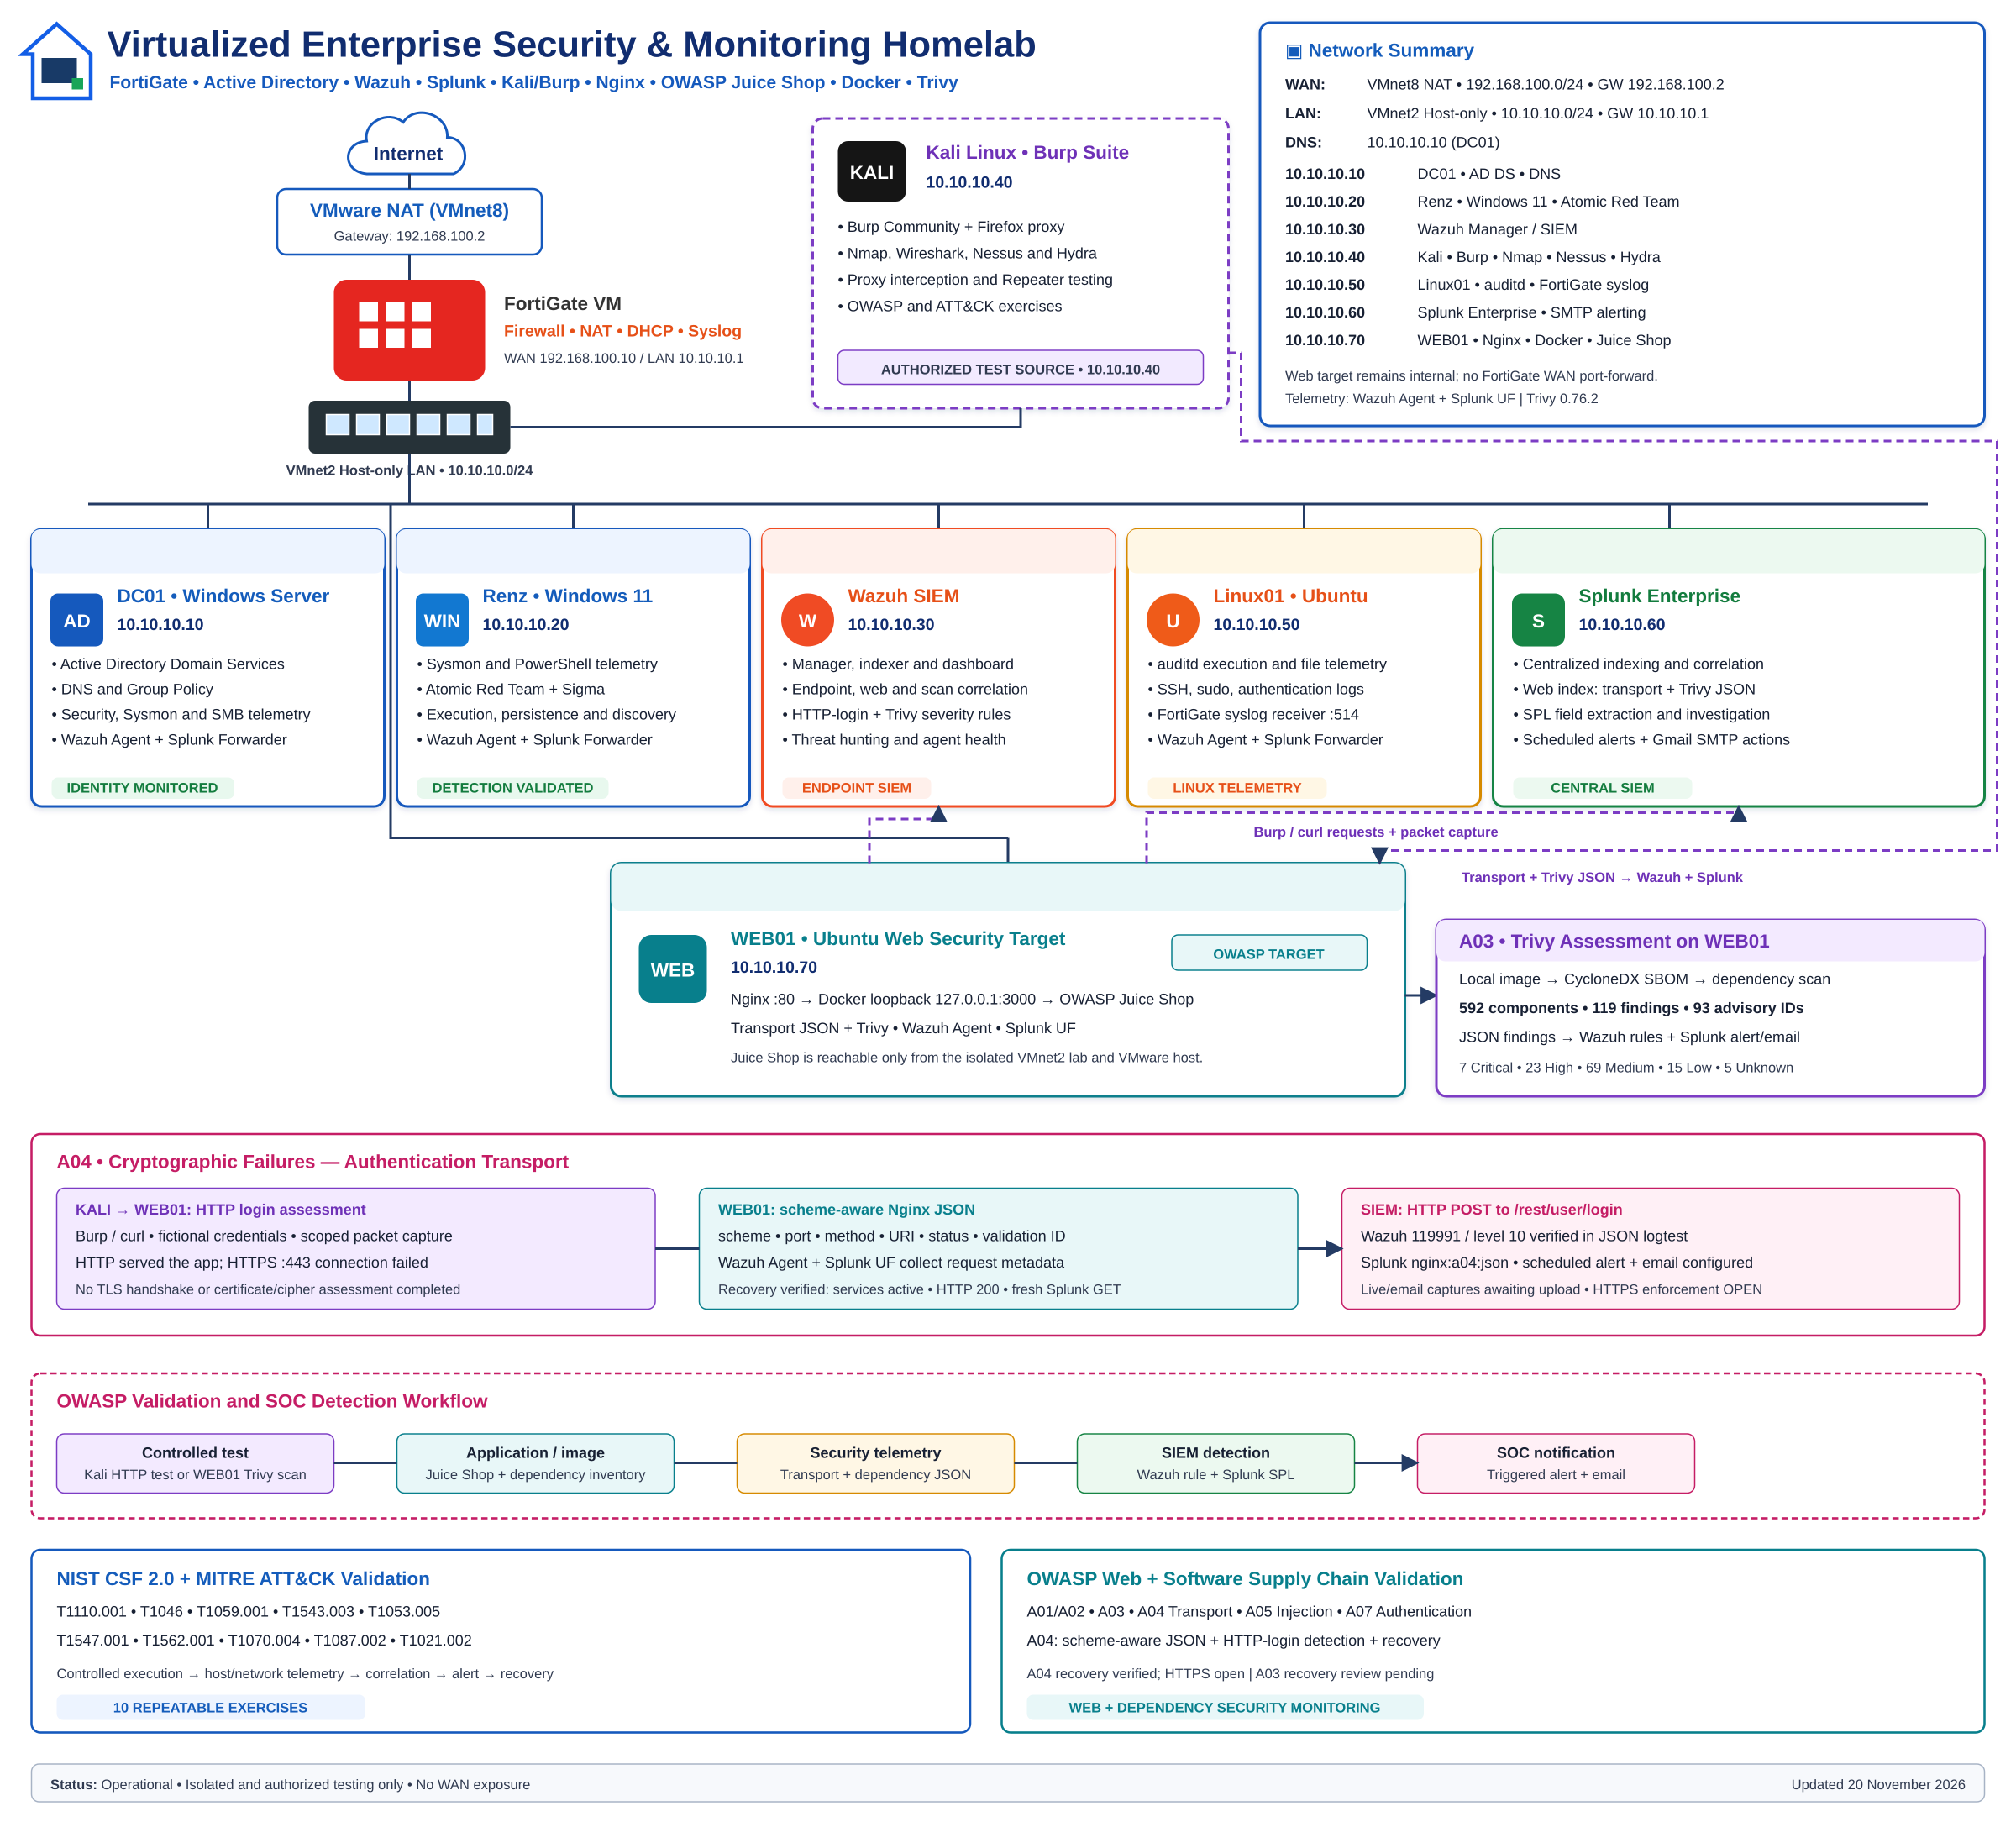 Virtualized Enterprise Security & Monitoring Homelab
FortiGate • Active Directory • Wazuh • Splunk • Kali/Burp • Nginx • OWASP Juice Shop • Docker • Trivy
Internet
VMware NAT (VMnet8)
Gateway: 192.168.100.2
FortiGate VM
Firewall • NAT • DHCP • Syslog
WAN 192.168.100.10 / LAN 10.10.10.1
VMnet2 Host-only LAN • 10.10.10.0/24
KALI
Kali Linux • Burp Suite
10.10.10.40
• Burp Community + Firefox proxy
• Nmap, Wireshark, Nessus and Hydra
• Proxy interception and Repeater testing
• OWASP and ATT&CK exercises
AUTHORIZED TEST SOURCE • 10.10.10.40
▣ Network Summary
WAN: VMnet8 NAT • 192.168.100.0/24 • GW 192.168.100.2
LAN: VMnet2 Host-only • 10.10.10.0/24 • GW 10.10.10.1
DNS: 10.10.10.10 (DC01)
10.10.10.10 DC01 • AD DS • DNS
10.10.10.20 Renz • Windows 11 • Atomic Red Team
10.10.10.30 Wazuh Manager / SIEM
10.10.10.40 Kali • Burp • Nmap • Nessus • Hydra
10.10.10.50 Linux01 • auditd • FortiGate syslog
10.10.10.60 Splunk Enterprise • SMTP alerting
10.10.10.70 WEB01 • Nginx • Docker • Juice Shop
Web target remains internal; no FortiGate WAN port-forward.
Telemetry: Wazuh Agent + Splunk UF | Trivy 0.76.2
AD
DC01 • Windows Server
10.10.10.10
• Active Directory Domain Services
• DNS and Group Policy
• Security, Sysmon and SMB telemetry
• Wazuh Agent + Splunk Forwarder
IDENTITY MONITORED
WIN
Renz • Windows 11
10.10.10.20
• Sysmon and PowerShell telemetry
• Atomic Red Team + Sigma
• Execution, persistence and discovery
• Wazuh Agent + Splunk Forwarder
DETECTION VALIDATED
W
Wazuh SIEM
10.10.10.30
• Manager, indexer and dashboard
• Endpoint, web and scan correlation
• HTTP-login + Trivy severity rules
• Threat hunting and agent health
ENDPOINT SIEM
U
Linux01 • Ubuntu
10.10.10.50
• auditd execution and file telemetry
• SSH, sudo, authentication logs
• FortiGate syslog receiver :514
• Wazuh Agent + Splunk Forwarder
LINUX TELEMETRY
S
Splunk Enterprise
10.10.10.60
• Centralized indexing and correlation
• Web index: transport + Trivy JSON
• SPL field extraction and investigation
• Scheduled alerts + Gmail SMTP actions
CENTRAL SIEM
Burp / curl requests + packet capture
Transport + Trivy JSON → Wazuh + Splunk
WEB
WEB01 • Ubuntu Web Security Target
10.10.10.70
OWASP TARGET
Nginx :80 → Docker loopback 127.0.0.1:3000 → OWASP Juice Shop
Transport JSON + Trivy • Wazuh Agent • Splunk UF
Juice Shop is reachable only from the isolated VMnet2 lab and VMware host.
A03 • Trivy Assessment on WEB01
Local image → CycloneDX SBOM → dependency scan
592 components • 119 findings • 93 advisory IDs
JSON findings → Wazuh rules + Splunk alert/email
7 Critical • 23 High • 69 Medium • 15 Low • 5 Unknown
A04 • Cryptographic Failures — Authentication Transport
KALI → WEB01: HTTP login assessment
Burp / curl • fictional credentials • scoped packet capture
HTTP served the app; HTTPS :443 connection failed
No TLS handshake or certificate/cipher assessment completed
WEB01: scheme-aware Nginx JSON
scheme • port • method • URI • status • validation ID
Wazuh Agent + Splunk UF collect request metadata
Recovery verified: services active • HTTP 200 • fresh Splunk GET
SIEM: HTTP POST to /rest/user/login
Wazuh 119991 / level 10 verified in JSON logtest
Splunk nginx:a04:json • scheduled alert + email configured
Live/email captures awaiting upload • HTTPS enforcement OPEN
OWASP Validation and SOC Detection Workflow
Controlled test
Kali HTTP test or WEB01 Trivy scan
Application / image
Juice Shop + dependency inventory
Security telemetry
Transport + dependency JSON
SIEM detection
Wazuh rule + Splunk SPL
SOC notification
Triggered alert + email
NIST CSF 2.0 + MITRE ATT&CK Validation
T1110.001 • T1046 • T1059.001 • T1543.003 • T1053.005
T1547.001 • T1562.001 • T1070.004 • T1087.002 • T1021.002
Controlled execution → host/network telemetry → correlation → alert → recovery
10 REPEATABLE EXERCISES
OWASP Web + Software Supply Chain Validation
A01/A02 • A03 • A04 Transport • A05 Injection • A07 Authentication
A04: scheme-aware JSON + HTTP-login detection + recovery
A04 recovery verified; HTTPS open | A03 recovery review pending
WEB + DEPENDENCY SECURITY MONITORING
Status: Operational • Isolated and authorized testing only • No WAN exposure
Updated 20 November 2026